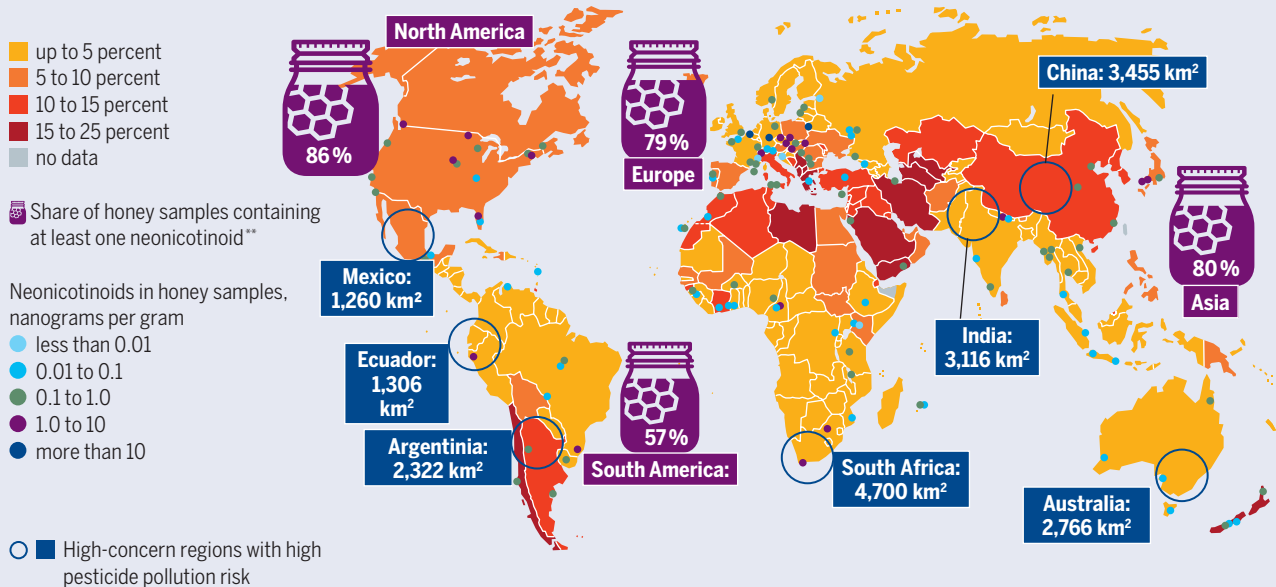 up to 5 percent
5 to 10 percent
10 to 15 percent
15 to 25 percent
no data
Share of honey samples containing
at least one neonicotinoid**
Neonicotinoids in honey samples,
nanograms per gram
less than 0.01
0.01 to 0.1
0.1 to 1.0
1.0 to 10
more than 10
High-concern regions with high
pesticide pollution risk
North America
86 %
79 %
Europe
China: 3,455 km²
80 %
Asia
Mexico:
1,260 km²
India:
3,116 km²
Ecuador:
1,306
km²
57 %
South America:
Argentinia:
2,322 km²
South Africa:
4,700 km²
Australia:
2,766 km²